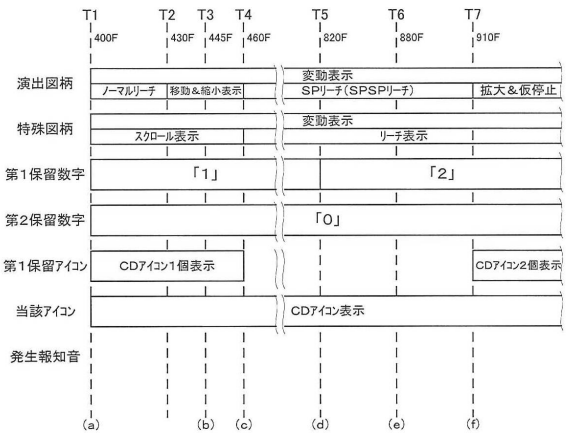 T1 T2 T3 T4 T5 T6 T7
400F 430F 445F 460F 820F 880F 910F
演出図柄
変動表示
ノーマルリーチ 移動&縮小表示 SPリーチ(SPSPリーチ) 拡大&仮停止
特殊図柄
変動表示
スクロール表示 リーチ表示
第1保留数字 「1」 「2」
第2保留数字 「0」
第1保留アイコン CDアイコン1個表示 CDアイコン2個表示
当該アイコン CDアイコン表示
発生報知音
(a) (b) (c) (d) (e) (f)